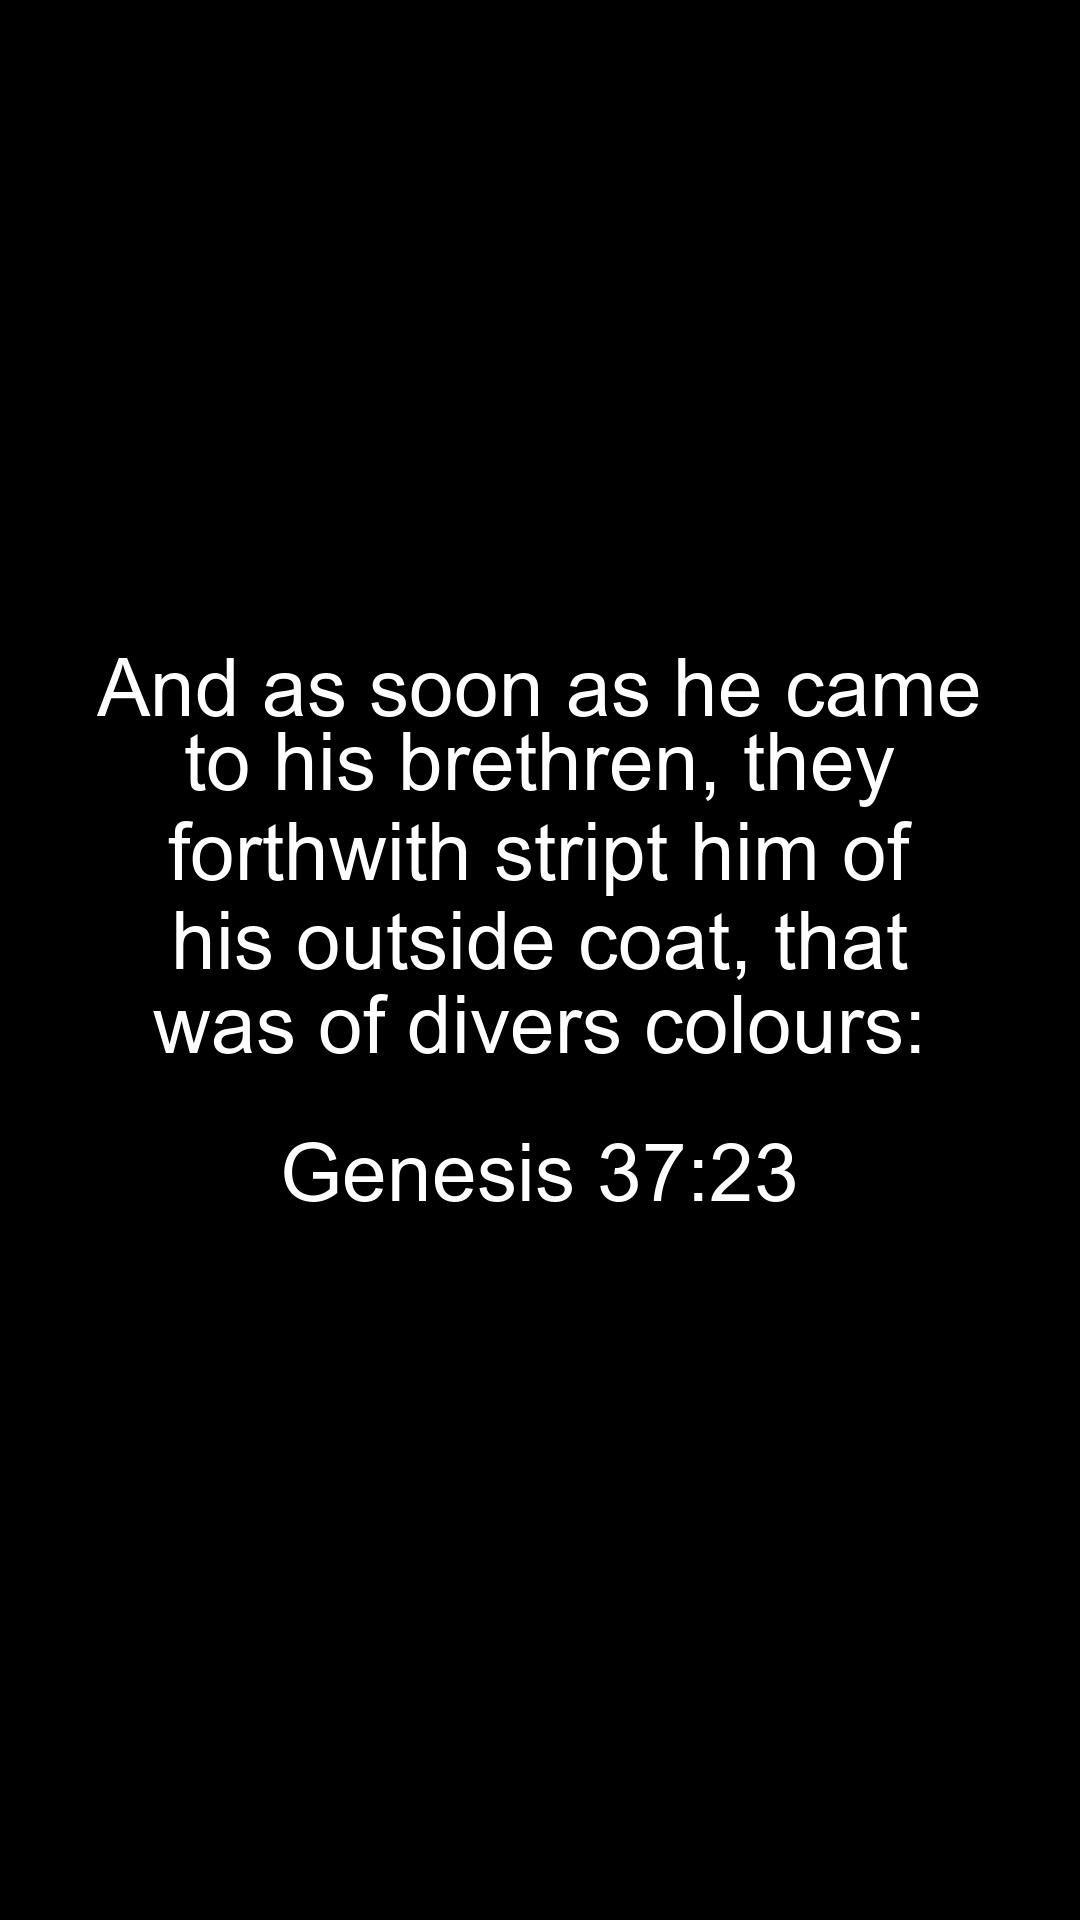 And as soon as he came
to his brethren, they
forthwith stript him of
his outside coat, that
was of divers colours:
Genesis 37:23